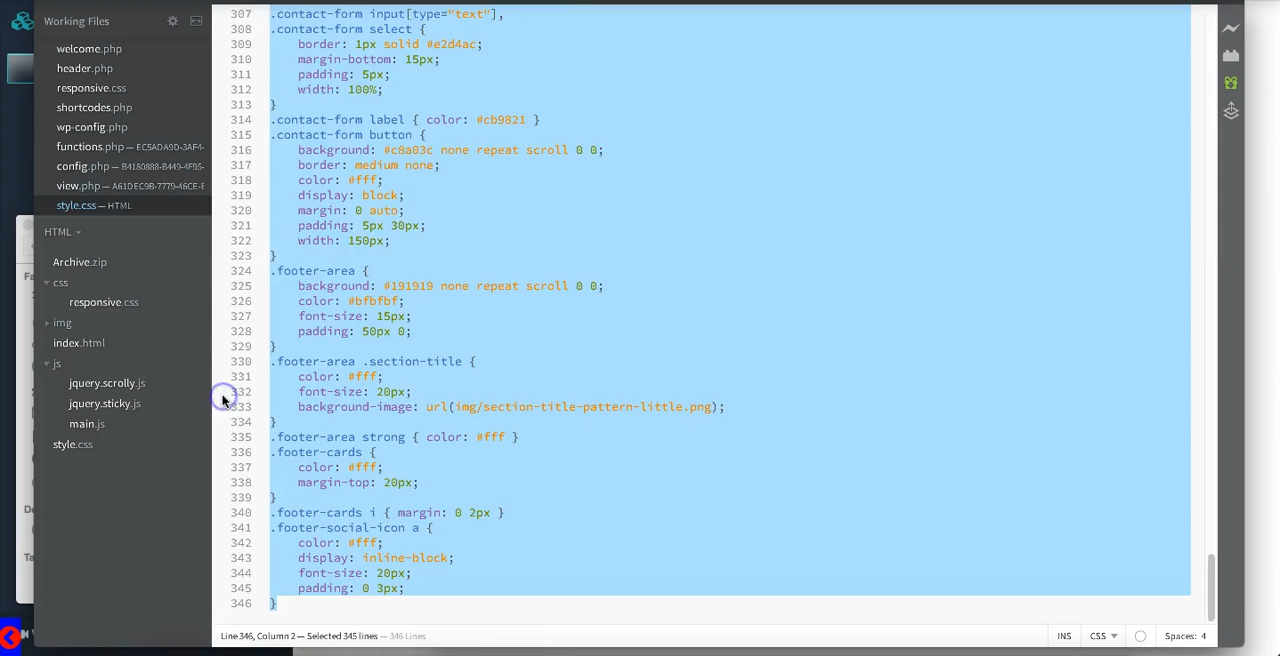 Working Files
welcome.php
header.php
responsive.css
shortcodes.php
wp-config.php
functions.php — EC5ADA9D-3AF4-
config.php — B4180888-B449-4F95-
view.php — A61DEC9B-7779-46CE-E
style.css — HTML
HTML
Archive.zip
css
responsive.css
img
index.html
js
jquery.scrolly.js
jquery.sticky.js
main.js
style.css
307 .contact-form input[type="text"],
308 .contact-form select {
309     border: 1px solid #e2d4ac;
310     margin-bottom: 15px;
311     padding: 5px;
312     width: 100%;
313 }
314 .contact-form label { color: #cb9821 }
315 .contact-form button {
316     background: #c8a03c none repeat scroll 0 0;
317     border: medium none;
318     color: #fff;
319     display: block;
320     margin: 0 auto;
321     padding: 5px 30px;
322     width: 150px;
323 }
324 .footer-area {
325     background: #191919 none repeat scroll 0 0;
326     color: #bfbfbf;
327     font-size: 15px;
328     padding: 50px 0;
329 }
330 .footer-area .section-title {
331     color: #fff;
332     font-size: 20px;
333     background-image: url(img/section-title-pattern-little.png);
334 }
335 .footer-area strong { color: #fff }
336 .footer-cards {
337     color: #fff;
338     margin-top: 20px;
339 }
340 .footer-cards i { margin: 0 2px }
341 .footer-social-icon a {
342     color: #fff;
343     display: inline-block;
344     font-size: 20px;
345     padding: 0 3px;
346 }
Line 346, Column 2 — Selected 345 lines — 346 Lines
INS
CSS
Spaces: 4